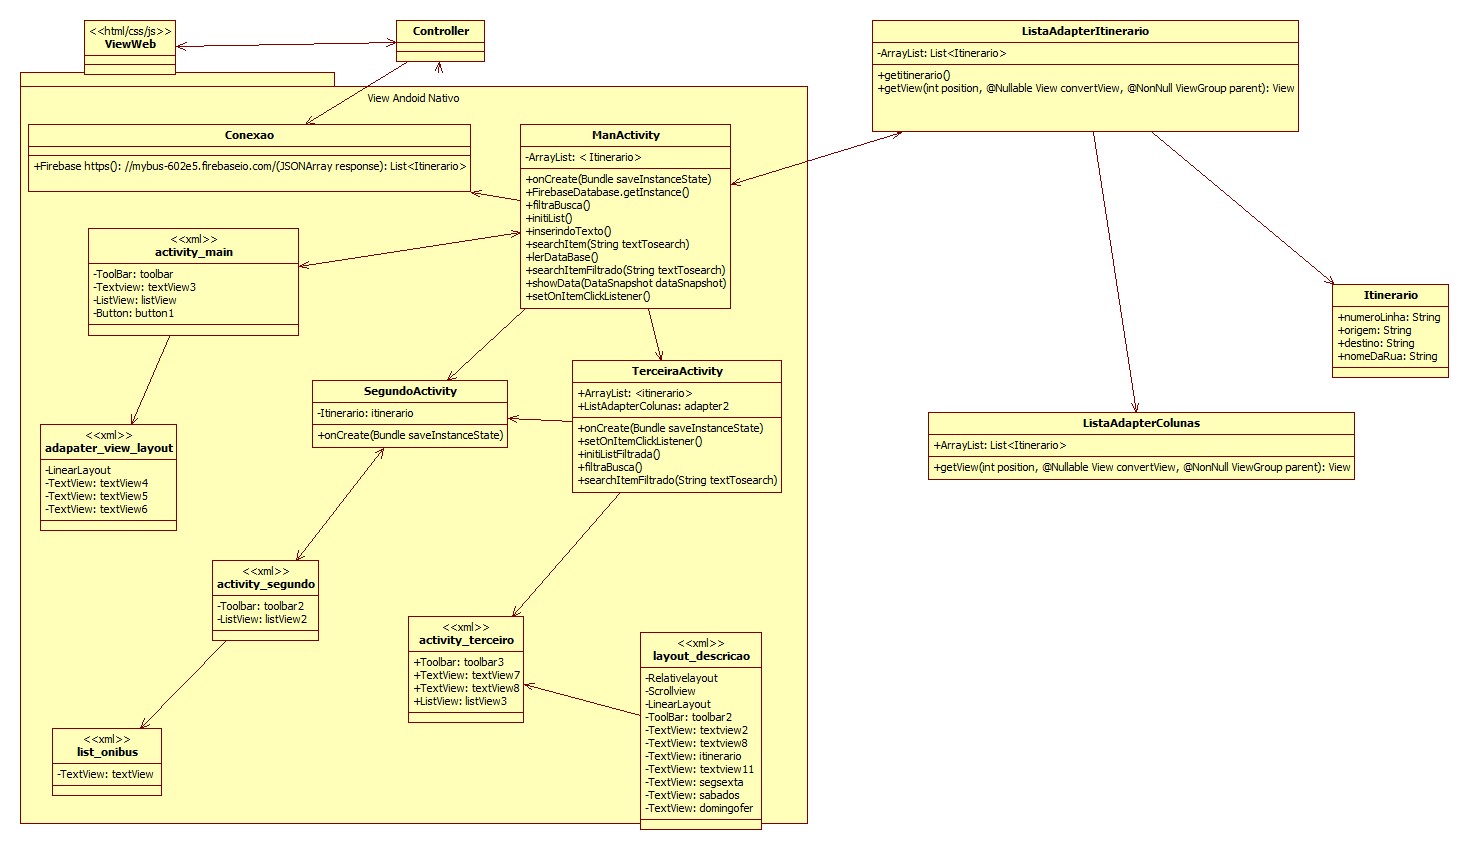 <<html/css/js>>
ViewWeb
Controller
View Andoid Nativo
Conexao
+Firebase https(): //mybus-602e5.firebaseio.com/(JSONArray response): List<Itinerario>
ManActivity
-ArrayList: < Itinerario>
+onCreate(Bundle saveInstanceState)
+FirebaseDatabase.getInstance()
+filtraBusca()
+initiList()
+inserindoTexto()
+searchItem(String textTosearch)
+lerDataBase()
+searchItemFiltrado(String textTosearch)
+showData(DataSnapshot dataSnapshot)
+setOnItemClickListener()
<<xml>>
activity_main
-ToolBar: toolbar
-Textview: textView3
-ListView: listView
-Button: button1
SegundoActivity
-Itinerario: itinerario
+onCreate(Bundle saveInstanceState)
TerceiraActivity
+ArrayList: <itinerario>
+ListAdapterColunas: adapter2
+onCreate(Bundle saveInstanceState)
+setOnItemClickListener()
+initiListFiltrada()
+filtraBusca()
+searchItemFiltrado(String textTosearch)
<<xml>>
adapater_view_layout
-LinearLayout
-TextView: textView4
-TextView: textView5
-TextView: textView6
<<xml>>
activity_segundo
-Toolbar: toolbar2
-ListView: listView2
<<xml>>
activity_terceiro
+Toolbar: toolbar3
+TextView: textView7
+TextView: textView8
+ListView: listView3
<<xml>>
layout_descricao
-Relativelayout
-Scrollview
-LinearLayout
-ToolBar: toolbar2
-TextView: textview2
-TextView: textview8
-TextView: itinerario
-TextView: textview11
-TextView: segsexta
-TextView: sabados
-TextView: domingofer
<<xml>>
list_onibus
-TextView: textView
ListaAdapterItinerario
-ArrayList: List<Itinerario>
+getitinerario()
+getView(int position, @Nullable View convertView, @NonNull ViewGroup parent): View
Itinerario
+numeroLinha: String
+origem: String
+destino: String
+nomeDaRua: String
ListaAdapterColunas
+ArrayList: List<Itinerario>
+getView(int position, @Nullable View convertView, @NonNull ViewGroup parent): View